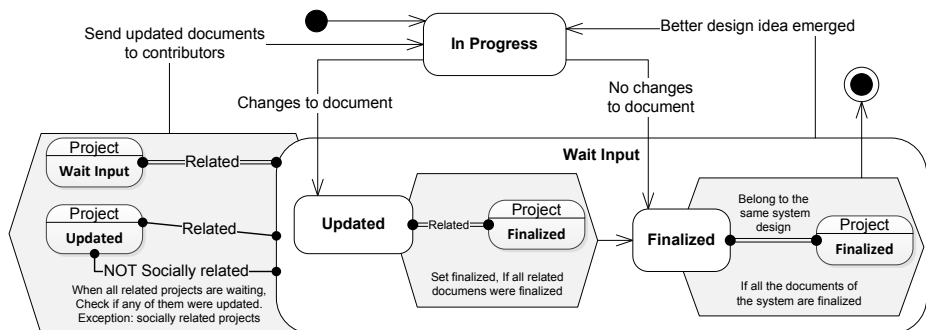 Send updated documents
to contributors
In Progress
Better design idea emerged
Changes to document
No changes
to document
Wait Input
Project
Wait Input
Related
Project
Updated
Related
NOT Socially related
When all related projects are waiting,
Check if any of them were updated.
Exception: socially related projects
Updated
Related
Project
Finalized
Set finalized, If all related
documens were finalized
Finalized
Belong to the
same system
design
Project
Finalized
If all the documents of
the system are finalized